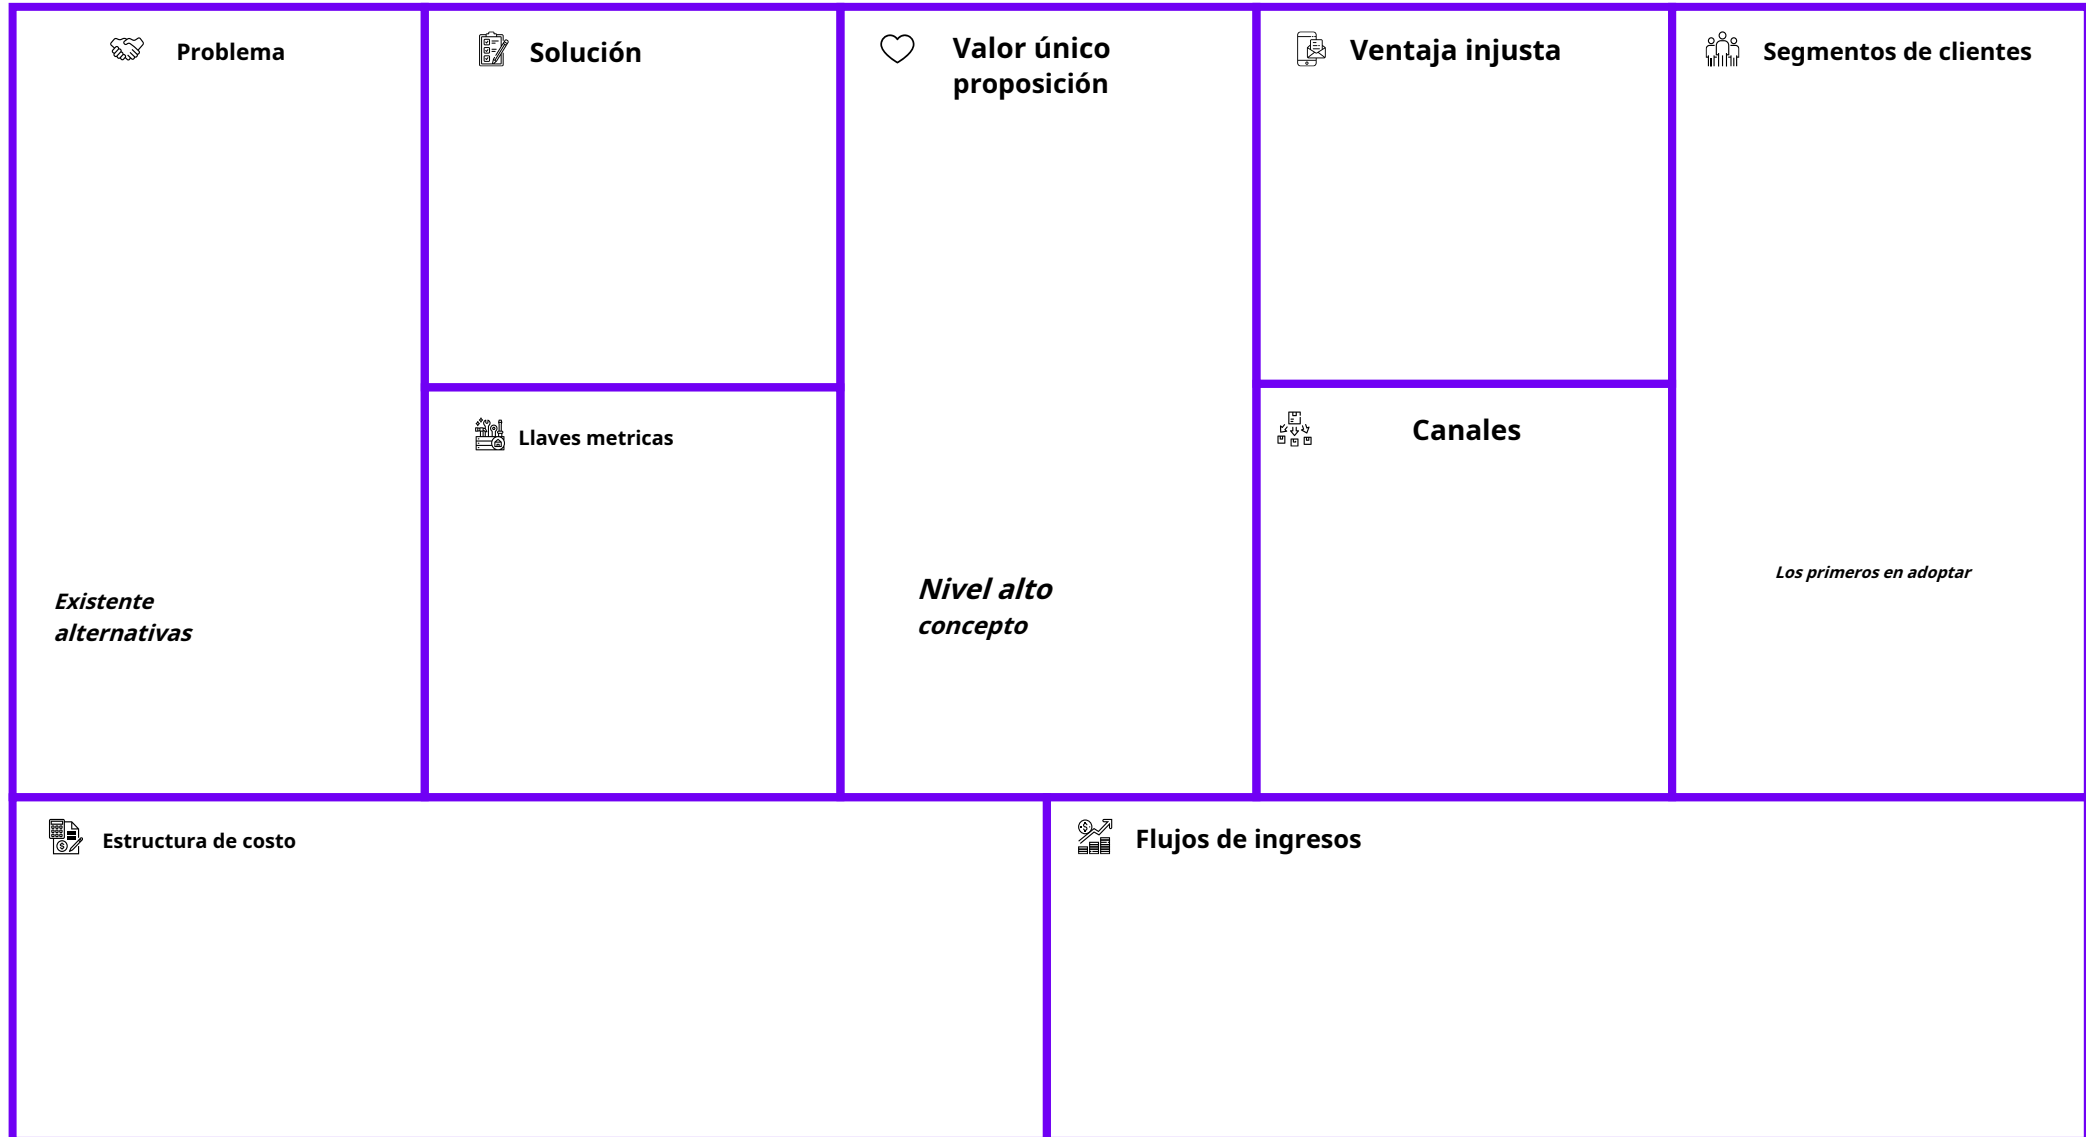 Problema
Existente
alternativas
Solución
Llaves metricas
Valor único
proposición
Nivel alto
concepto
Ventaja injusta
Canales
Segmentos de clientes
Los primeros en adoptar
Estructura de costo
Flujos de ingresos